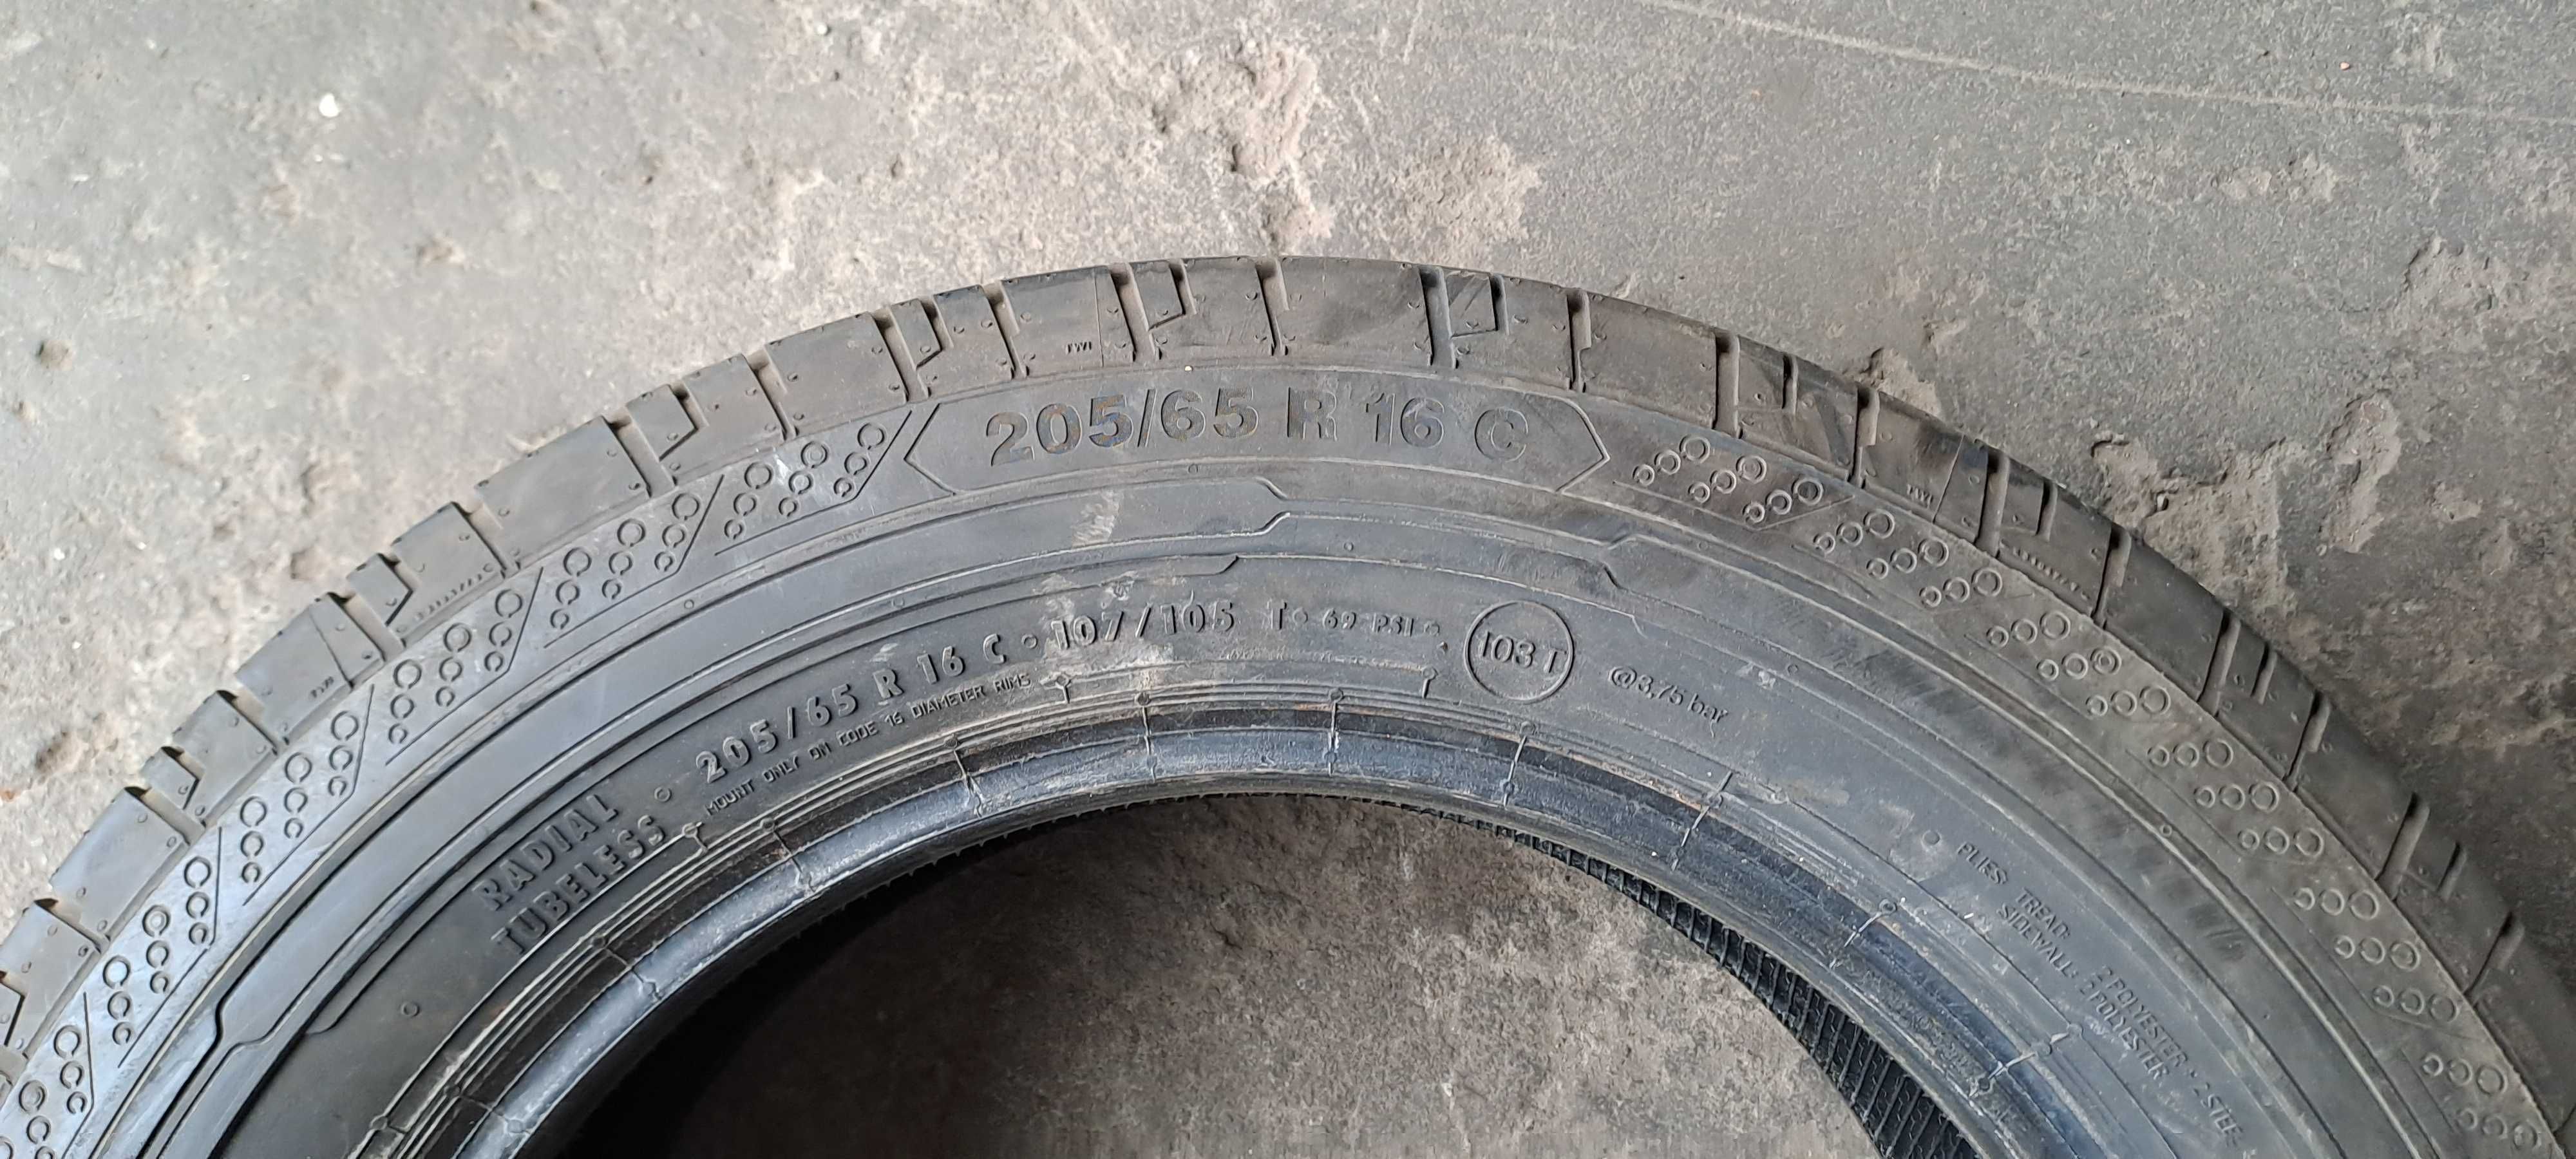 205/65 R 16 C
TWI
TWI
TWI
205/65 R 16 C 107/105 T 69 PSI
103 T
@3,75 bar
MOUNT ONLY ON CODE 16 DIAMETER RIMS
RADIAL
TUBELESS
PLIES: TREAD: 2 POLYESTER + 2 STEEL
SIDEWALL: 2 POLYESTER